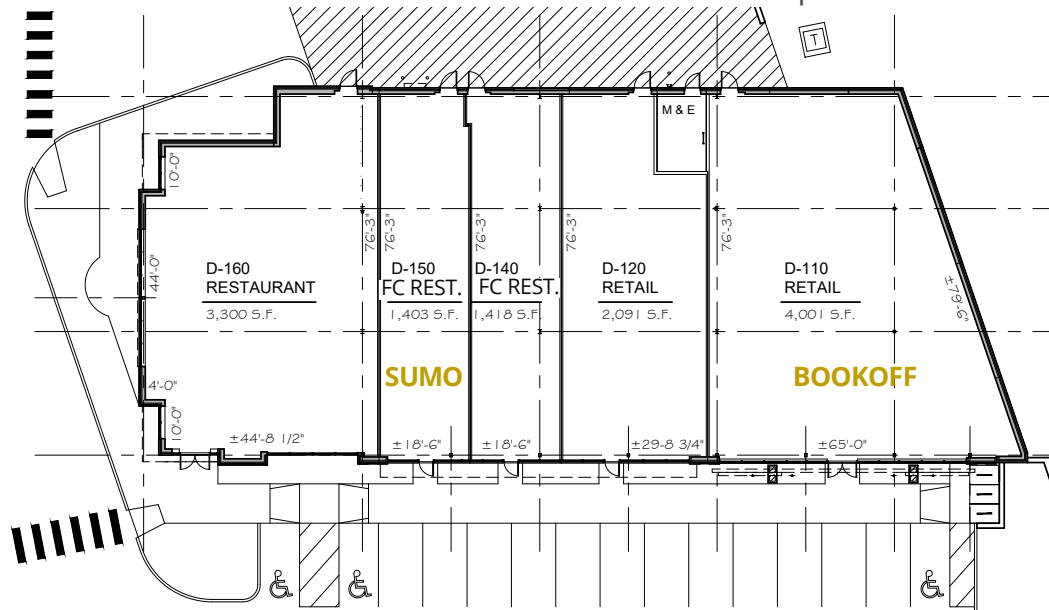 T
M & E
10'-0"
76'-3"
76'-3"
76'-3"
76'-3"
76'-3"
44'-0"
D-160
RESTAURANT
3,300 S.F.
D-150
FC REST.
1,403 S.F.
D-140
FC REST.
1,418 S.F.
D-120
RETAIL
2,091 S.F.
D-110
RETAIL
4,001 S.F.
±79'-6"
SUMO
BOOKOFF
4'-0"
10'-0"
±44'-8 1/2"
±18'-6"
±18'-6"
±29-8 3/4"
±65'-0"